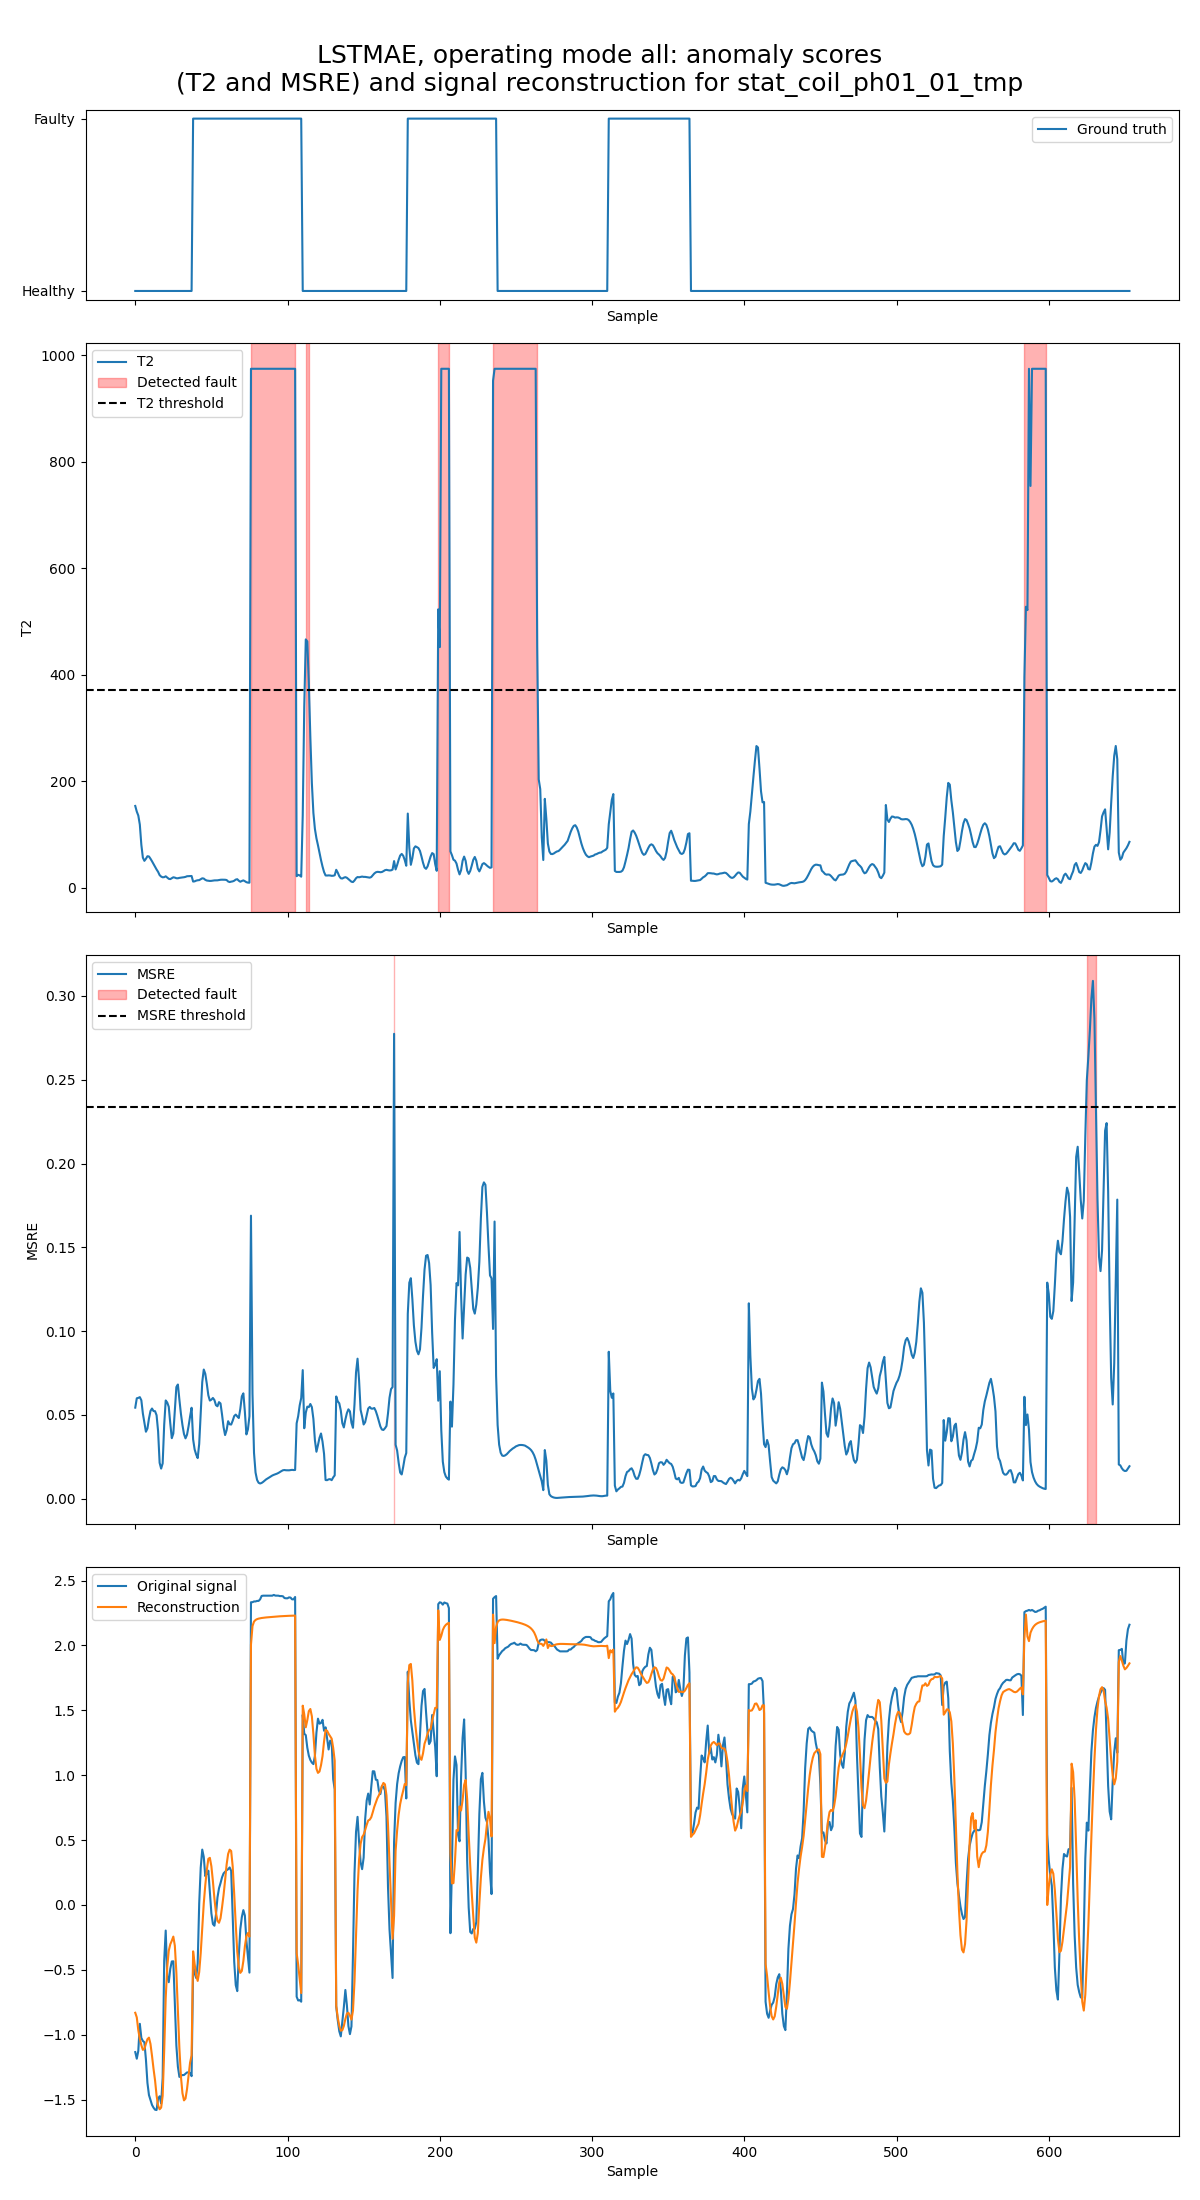 LSTMAE, operating mode all: anomaly scores
(T2 and MSRE) and signal reconstruction for stat_coil_ph01_01_tmp
Faulty
Healthy
Ground truth
Sample
1000
800
600
400
200
0
T2
T2
Detected fault
T2 threshold
Sample
0.30
0.25
0.20
0.15
0.10
0.05
0.00
MSRE
MSRE
Detected fault
MSRE threshold
Sample
2.5
2.0
1.5
1.0
0.5
0.0
−0.5
−1.0
−1.5
Original signal
Reconstruction
0 100 200 300 400 500 600
Sample